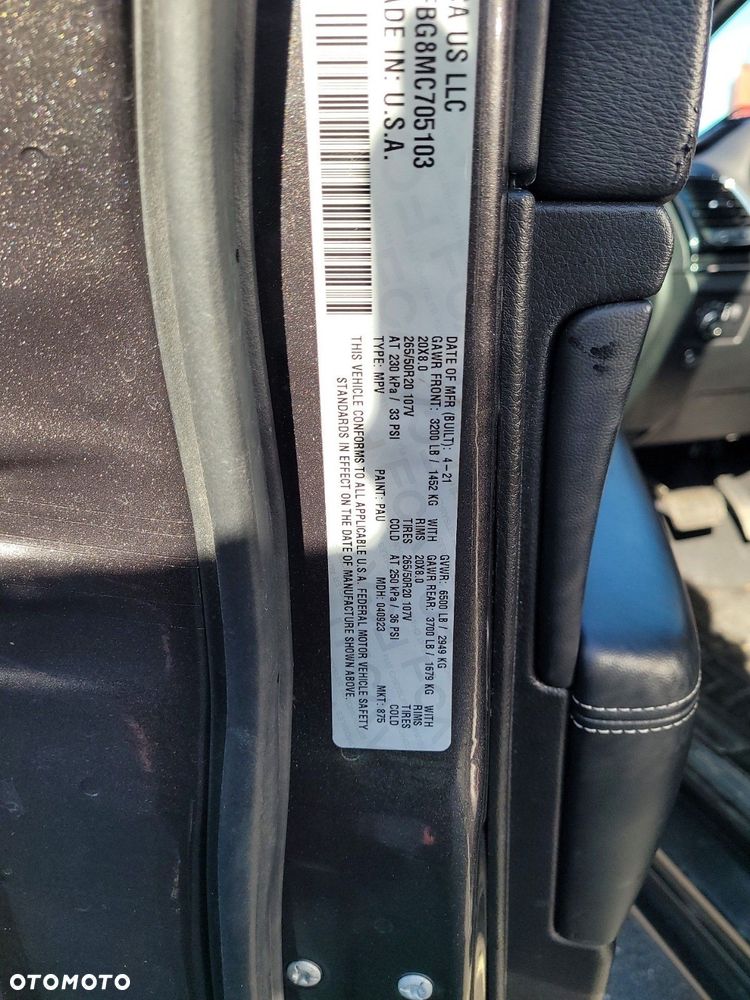 CA US LLC
FBG8MC705103
ADE IN: U.S.A.
DATE OF MFR (BUILT): 4-21 GVWR: 6500 LB / 2949 KG
GAWR FRONT: 3200 LB / 1452 KG WITH GAWR REAR: 3700 LB / 1679 KG WITH
20X8.0 RIMS 20X8.0 RIMS
265/50R20 107V TIRES 265/50R20 107V TIRES
AT 230 kPa / 33 PSI COLD AT 250 kPa / 36 PSI COLD
TYPE: MPV PAINT: PAU MDH: 040923 MKT: 875
THIS VEHICLE CONFORMS TO ALL APPLICABLE U.S.A. FEDERAL MOTOR VEHICLE SAFETY
STANDARDS IN EFFECT ON THE DATE OF MANUFACTURE SHOWN ABOVE.
OTOMOTO